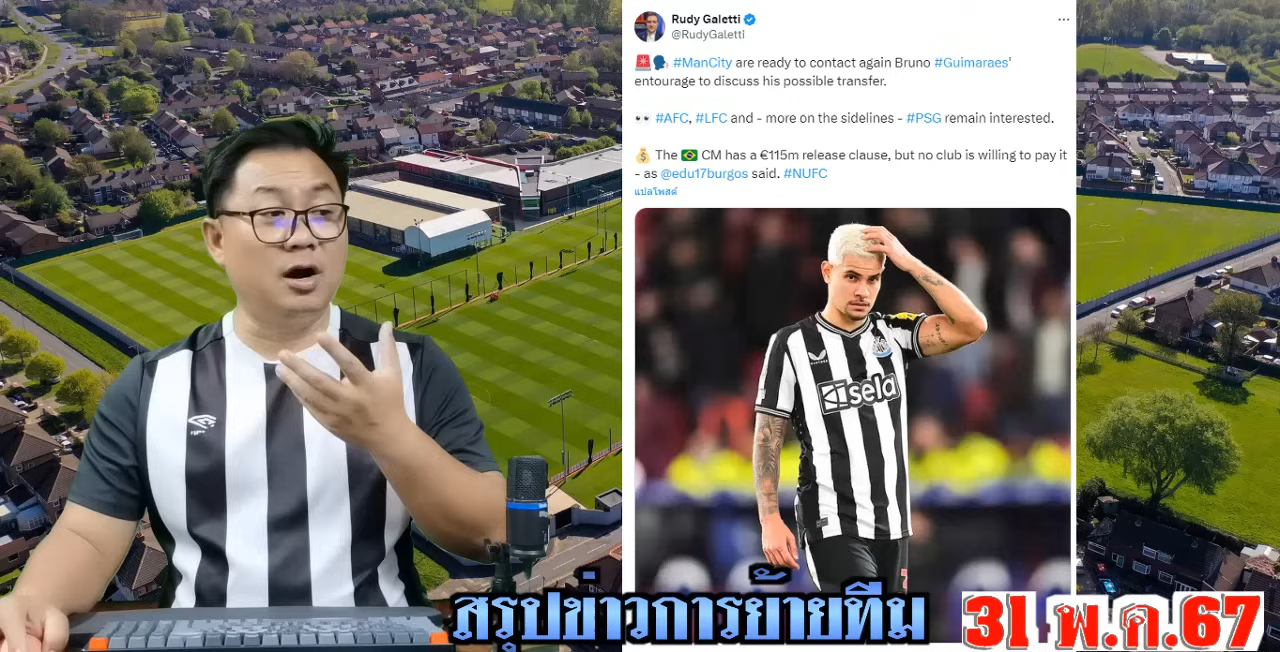 Rudy Galetti
@RudyGaletti
#ManCity are ready to contact again Bruno #Guimaraes'
entourage to discuss his possible transfer.
#AFC, #LFC and - more on the sidelines - #PSG remain interested.
The CM has a €115m release clause, but no club is willing to pay it
- as @edu17burgos said. #NUFC
แปลโพสต์
sela
สรุปข่าวการย้ายทีม
31 พ.ค.67